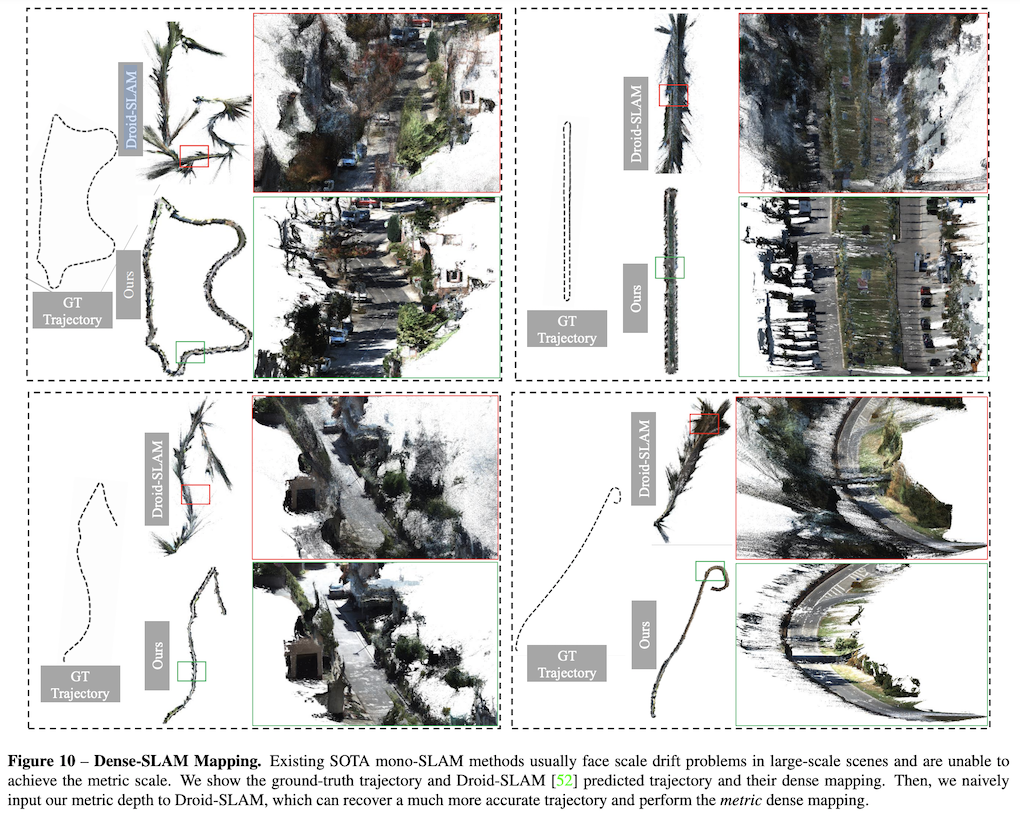 Droid-SLAM
Ours
GT
Trajectory
Droid-SLAM
Ours
GT
Trajectory
Droid-SLAM
Ours
GT
Trajectory
Droid-SLAM
Ours
GT
Trajectory
Figure 10 – Dense-SLAM Mapping. Existing SOTA mono-SLAM methods usually face scale drift problems in large-scale scenes and are unable to
achieve the metric scale. We show the ground-truth trajectory and Droid-SLAM [52] predicted trajectory and their dense mapping. Then, we naively
input our metric depth to Droid-SLAM, which can recover a much more accurate trajectory and perform the metric dense mapping.